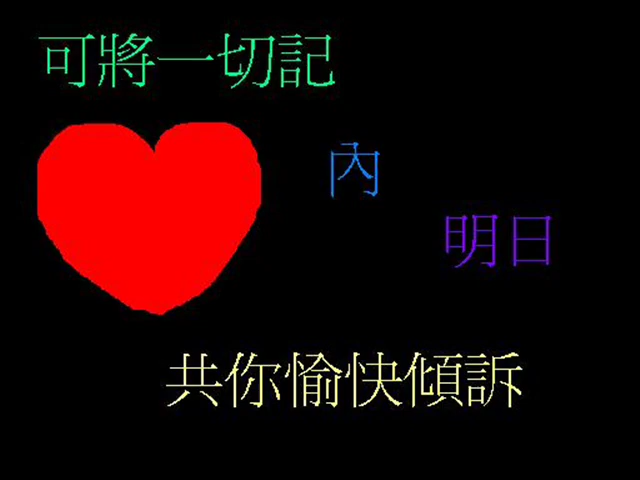 可將一切記
內
明日
共你愉快傾訴